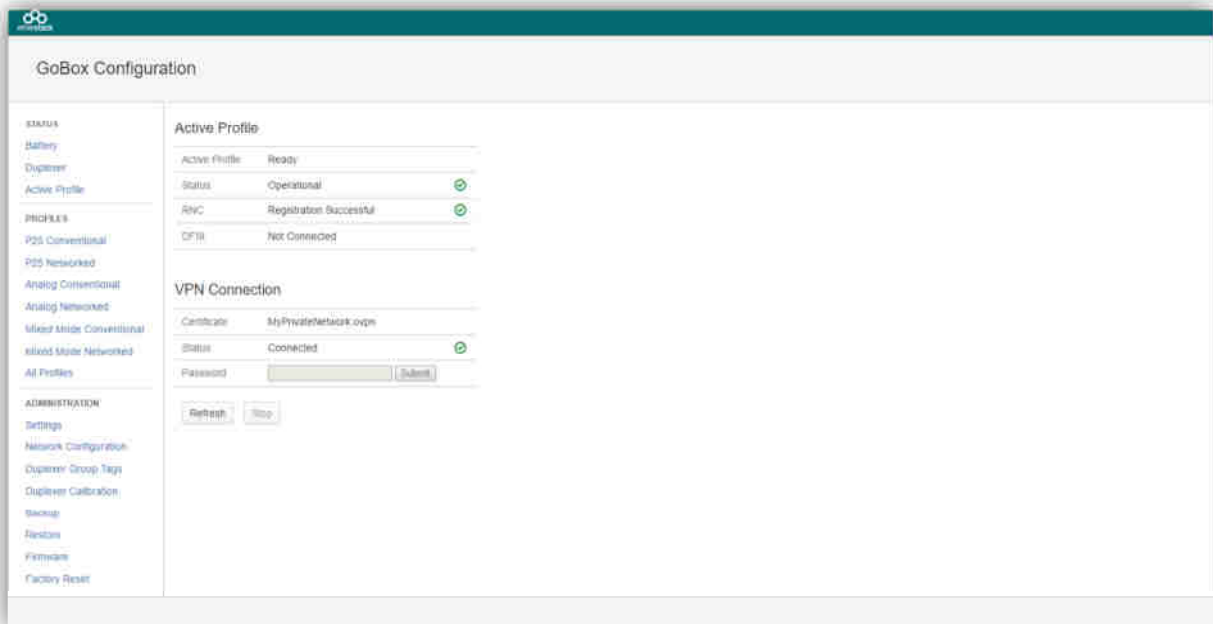 GoBox Configuration
STATUS
Battery
Duplexer
Active Profile
PROFILES
P25 Conventional
P25 Networked
Analog Conventional
Analog Networked
Mixed Mode Conventional
Mixed Mode Networked
All Profiles
ADMINISTRATION
Settings
Network Configuration
Duplexer Group Tags
Duplexer Calibration
Backup
Restore
Firmware
Factory Reset
Active Profile
Active Profile Ready
Status Operational
RNC Registration Successful
DFSI Not Connected
VPN Connection
Certificate MyPrivateNetwork.ovpn
Status Connected
Password Submit
Refresh Stop